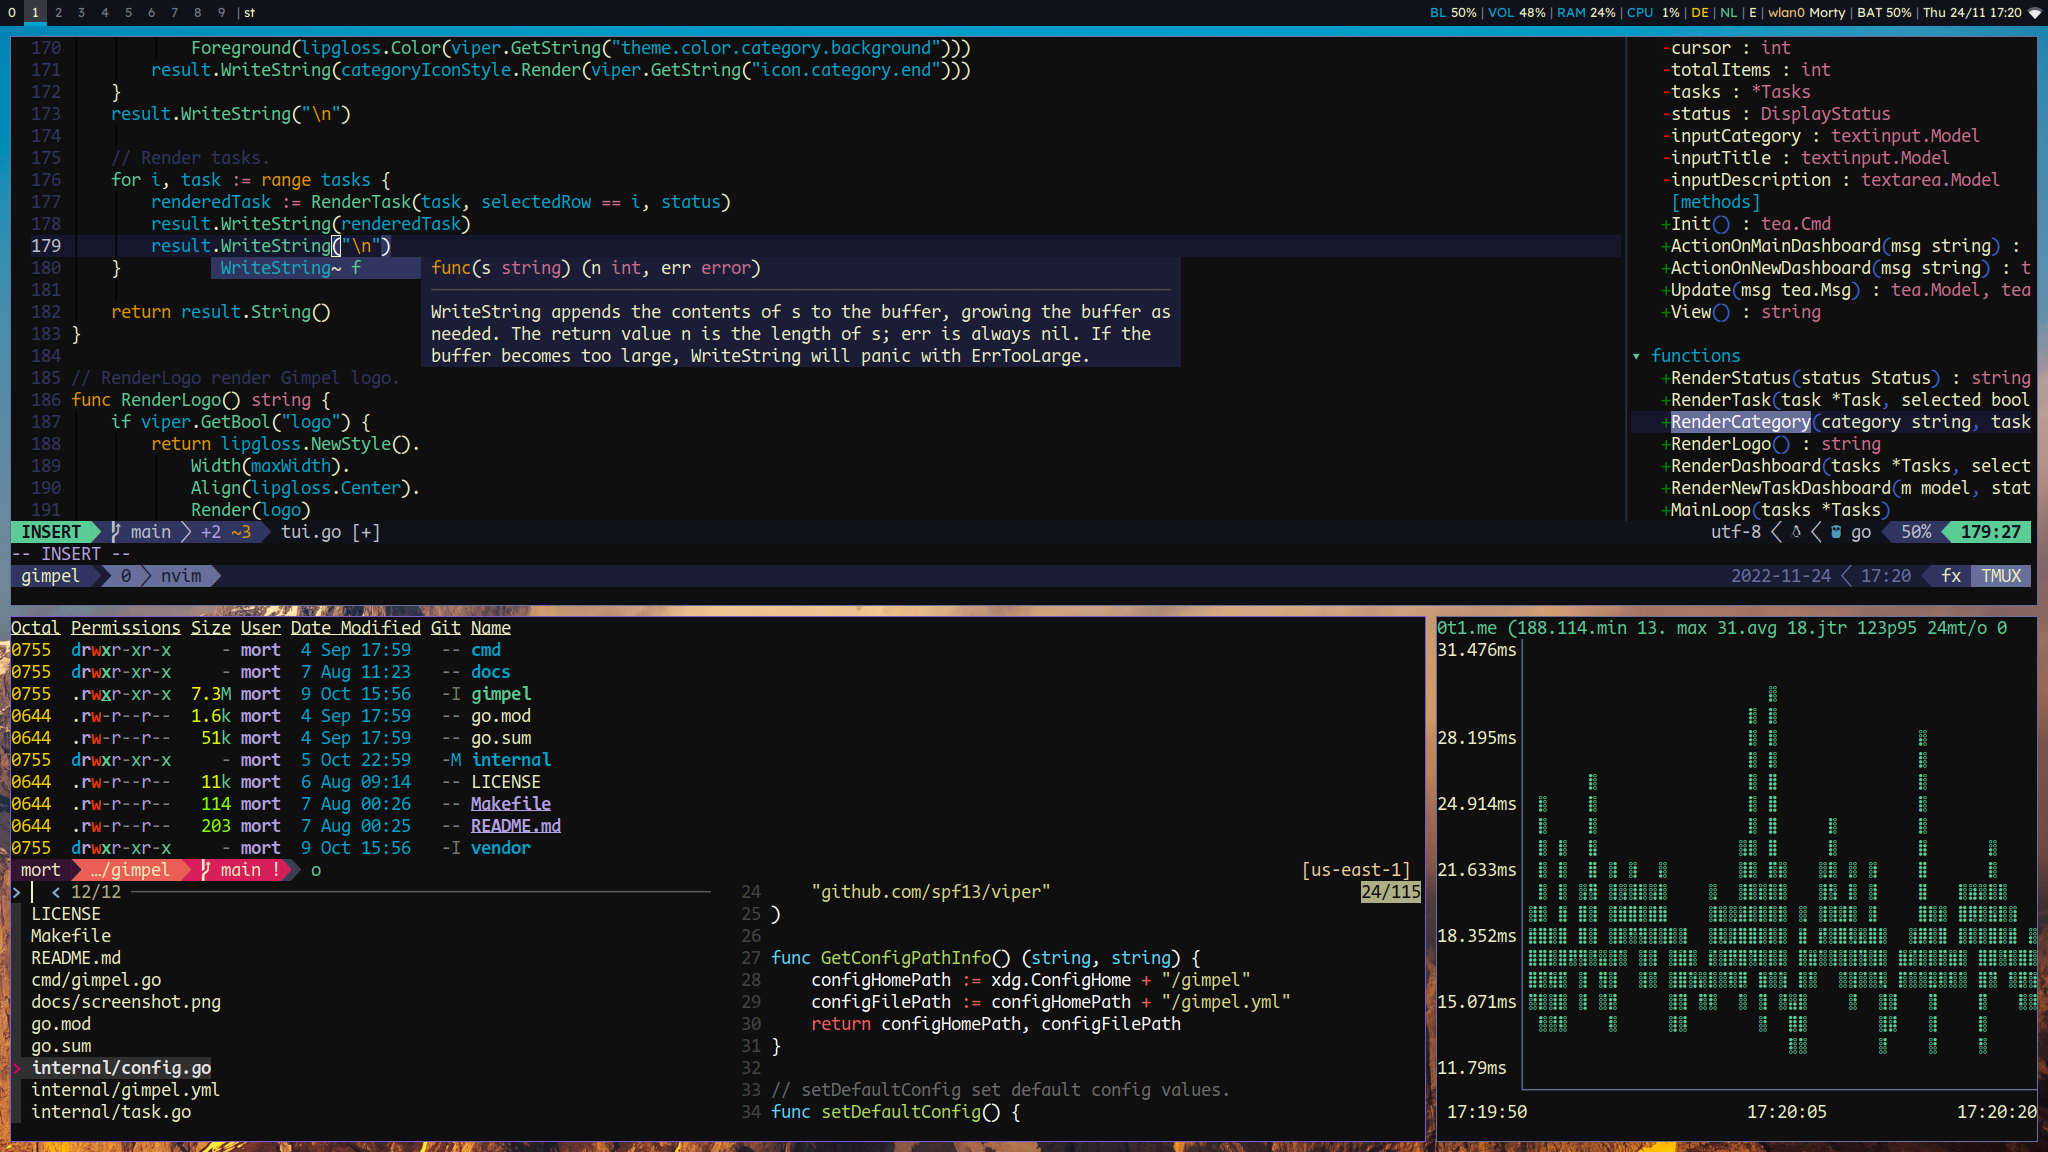 0 1 2 3 4 5 6 7 8 9 | st
BL 50% | VOL 48% | RAM 24% | CPU 1% | DE | NL | E | wlan0 Morty | BAT 50% | Thu 24/11 17:20
170 Foreground(lipgloss.Color(viper.GetString("theme.color.category.background")))
171 result.WriteString(categoryIconStyle.Render(viper.GetString("icon.category.end")))
172 }
173 result.WriteString("\n")
174
175 // Render tasks.
176 for i, task := range tasks {
177 renderedTask := RenderTask(task, selectedRow == i, status)
178 result.WriteString(renderedTask)
179 result.WriteString("\n")
180 }
181
182 return result.String()
183 }
184
185 // RenderLogo render Gimpel logo.
186 func RenderLogo() string {
187 if viper.GetBool("logo") {
188 return lipgloss.NewStyle().
189 Width(maxWidth).
190 Align(lipgloss.Center).
191 Render(logo)
WriteString~ f
func(s string) (n int, err error)
WriteString appends the contents of s to the buffer, growing the buffer as
needed. The return value n is the length of s; err is always nil. If the
buffer becomes too large, WriteString will panic with ErrTooLarge.
-cursor : int
-totalItems : int
-tasks : *Tasks
-status : DisplayStatus
-inputCategory : textinput.Model
-inputTitle : textinput.Model
-inputDescription : textarea.Model
[methods]
+Init() : tea.Cmd
+ActionOnMainDashboard(msg string) :
+ActionOnNewDashboard(msg string) : t
+Update(msg tea.Msg) : tea.Model, tea
+View() : string
▾ functions
+RenderStatus(status Status) : string
+RenderTask(task *Task, selected bool
+RenderCategory(category string, task
+RenderLogo() : string
+RenderDashboard(tasks *Tasks, select
+RenderNewTaskDashboard(m model, stat
+MainLoop(tasks *Tasks)
INSERT main +2 ~3 tui.go [+]
utf-8 go 50% 179:27
-- INSERT --
gimpel 0 nvim
2022-11-24 17:20 fx TMUX
Octal Permissions Size User Date Modified Git Name
0755 drwxr-xr-x - mort 4 Sep 17:59 -- cmd
0755 drwxr-xr-x - mort 7 Aug 11:23 -- docs
0755 .rwxr-xr-x 7.3M mort 9 Oct 15:56 -I gimpel
0644 .rw-r--r-- 1.6k mort 4 Sep 17:59 -- go.mod
0644 .rw-r--r-- 51k mort 4 Sep 17:59 -- go.sum
0755 drwxr-xr-x - mort 5 Oct 22:59 -M internal
0644 .rw-r--r-- 11k mort 6 Aug 09:14 -- LICENSE
0644 .rw-r--r-- 114 mort 7 Aug 00:26 -- Makefile
0644 .rw-r--r-- 203 mort 7 Aug 00:25 -- README.md
0755 drwxr-xr-x - mort 9 Oct 15:56 -I vendor
mort …/gimpel main ! o
[us-east-1]
> < 12/12
LICENSE
Makefile
README.md
cmd/gimpel.go
docs/screenshot.png
go.mod
go.sum
> internal/config.go
internal/gimpel.yml
internal/task.go
24 "github.com/spf13/viper"
24/115
25 )
26
27 func GetConfigPathInfo() (string, string) {
28 configHomePath := xdg.ConfigHome + "/gimpel"
29 configFilePath := configHomePath + "/gimpel.yml"
30 return configHomePath, configFilePath
31 }
32
33 // setDefaultConfig set default config values.
34 func setDefaultConfig() {
0t1.me (188.114.min 13. max 31.avg 18.jtr 123p95 24mt/o 0
31.476ms
28.195ms
24.914ms
21.633ms
18.352ms
15.071ms
11.79ms
17:19:50 17:20:05 17:20:20